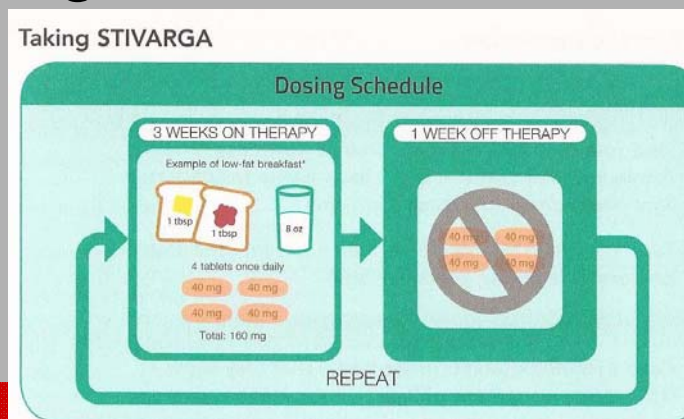 Taking STIVARGA
Dosing Schedule
3 WEEKS ON THERAPY
Example of low-fat breakfast*
1 tbsp
1 tbsp
8 oz
4 tablets once daily
40 mg 40 mg
40 mg 40 mg
Total: 160 mg
1 WEEK OFF THERAPY
40 mg 40 mg
40 mg 40 mg
REPEAT